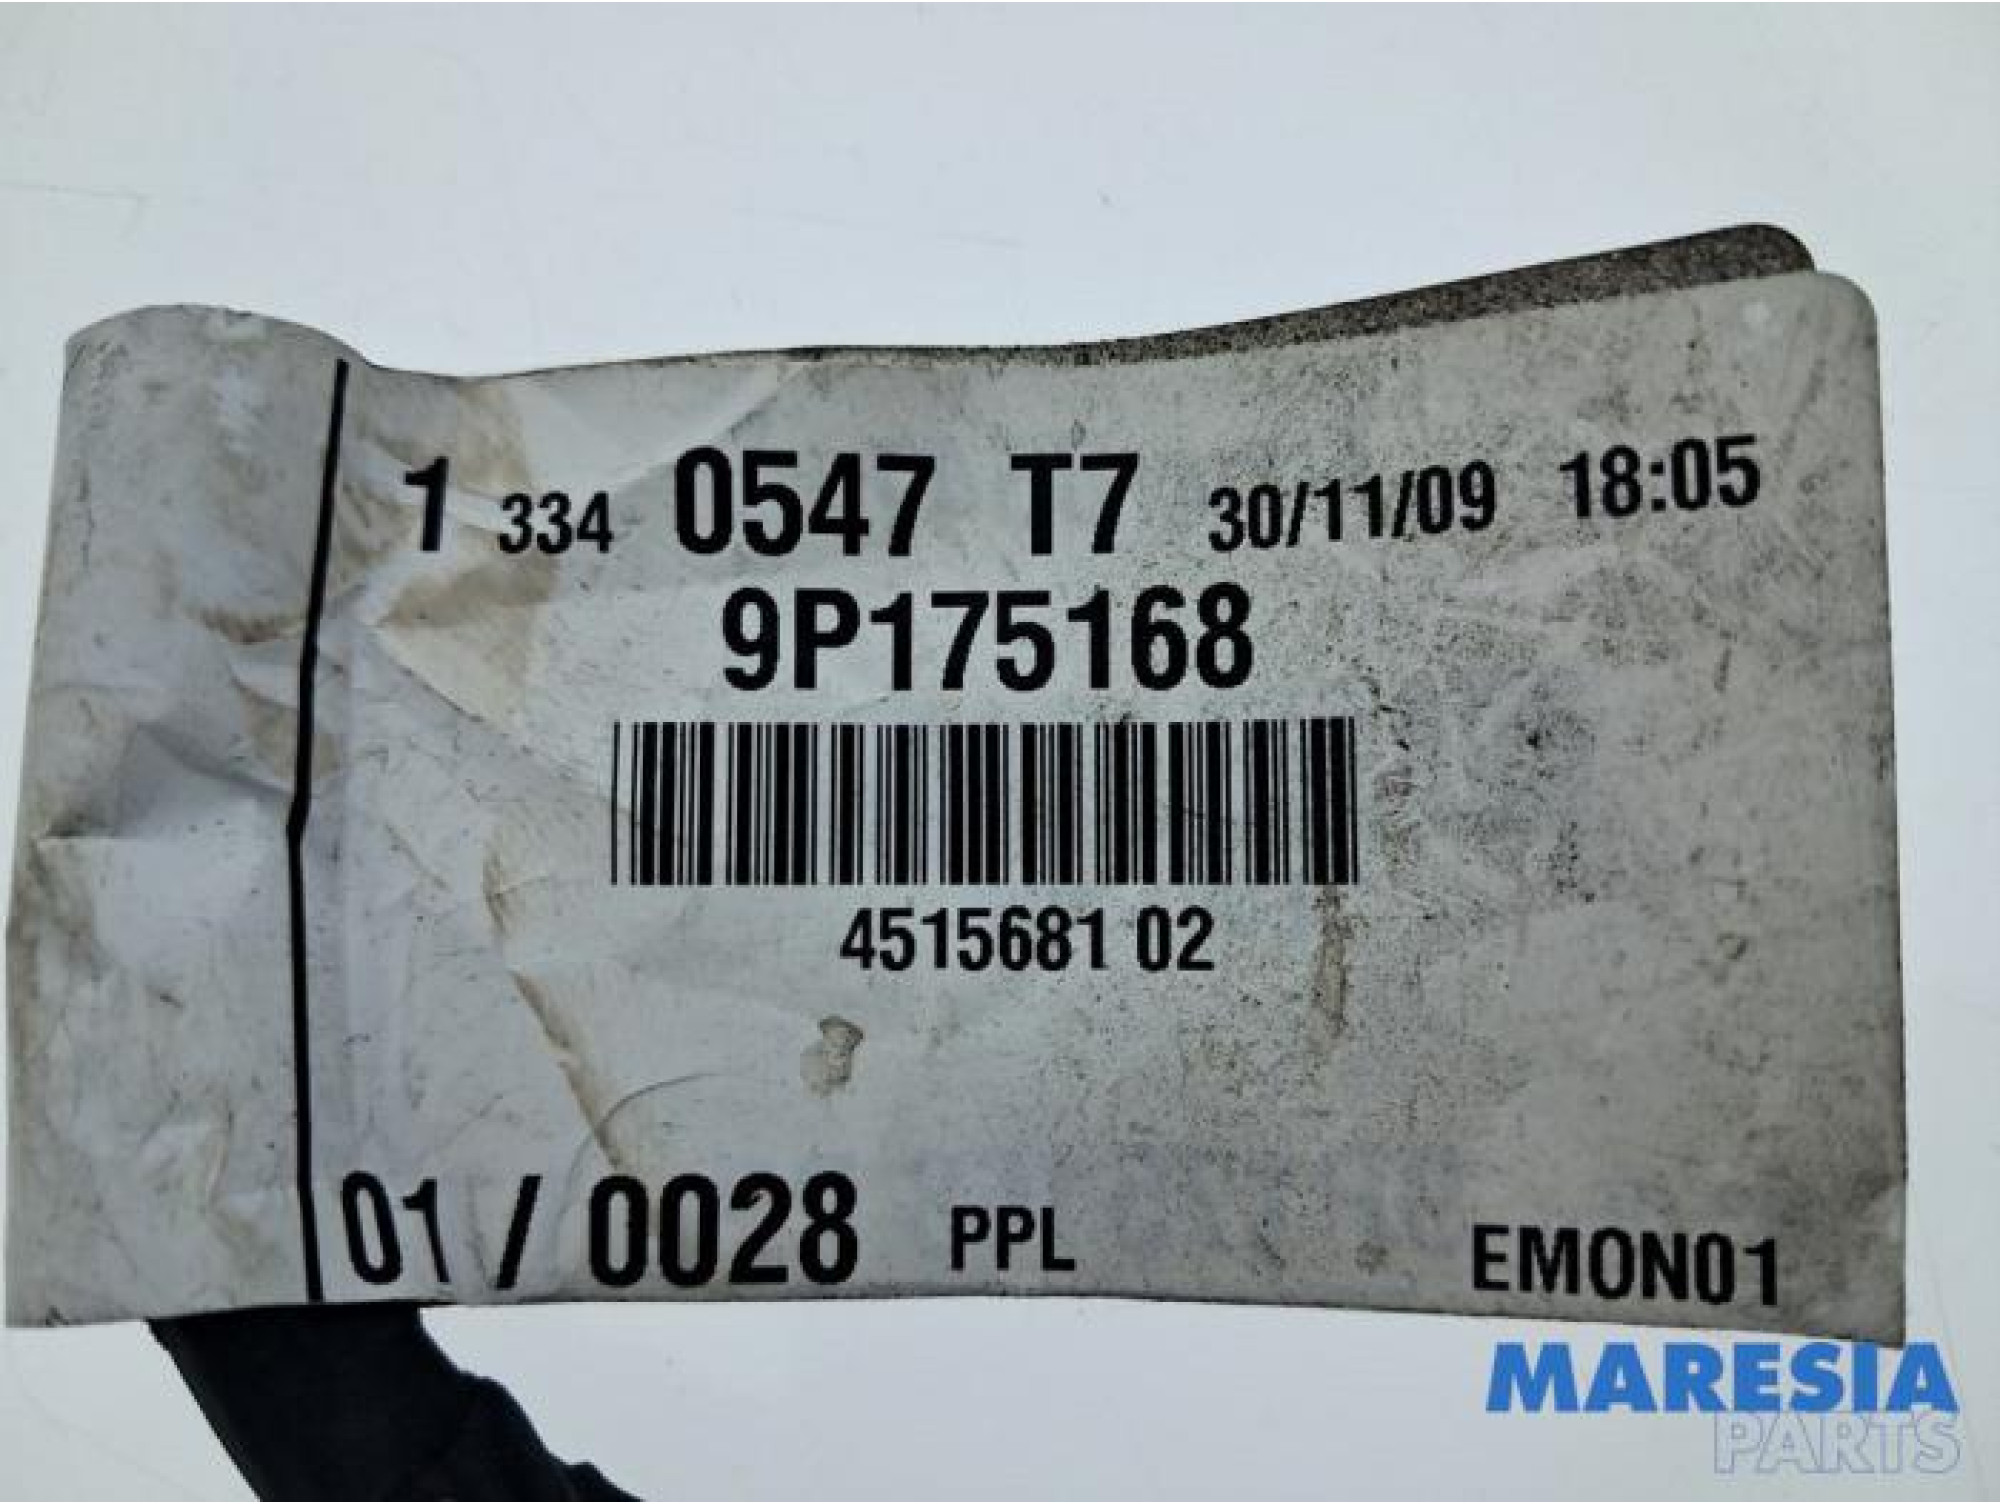 1 334 0547 T7 30/11/09 18:05
9P175168
4515681 02
01 / 0028 PPL EMON01
MARESIA
PARTS